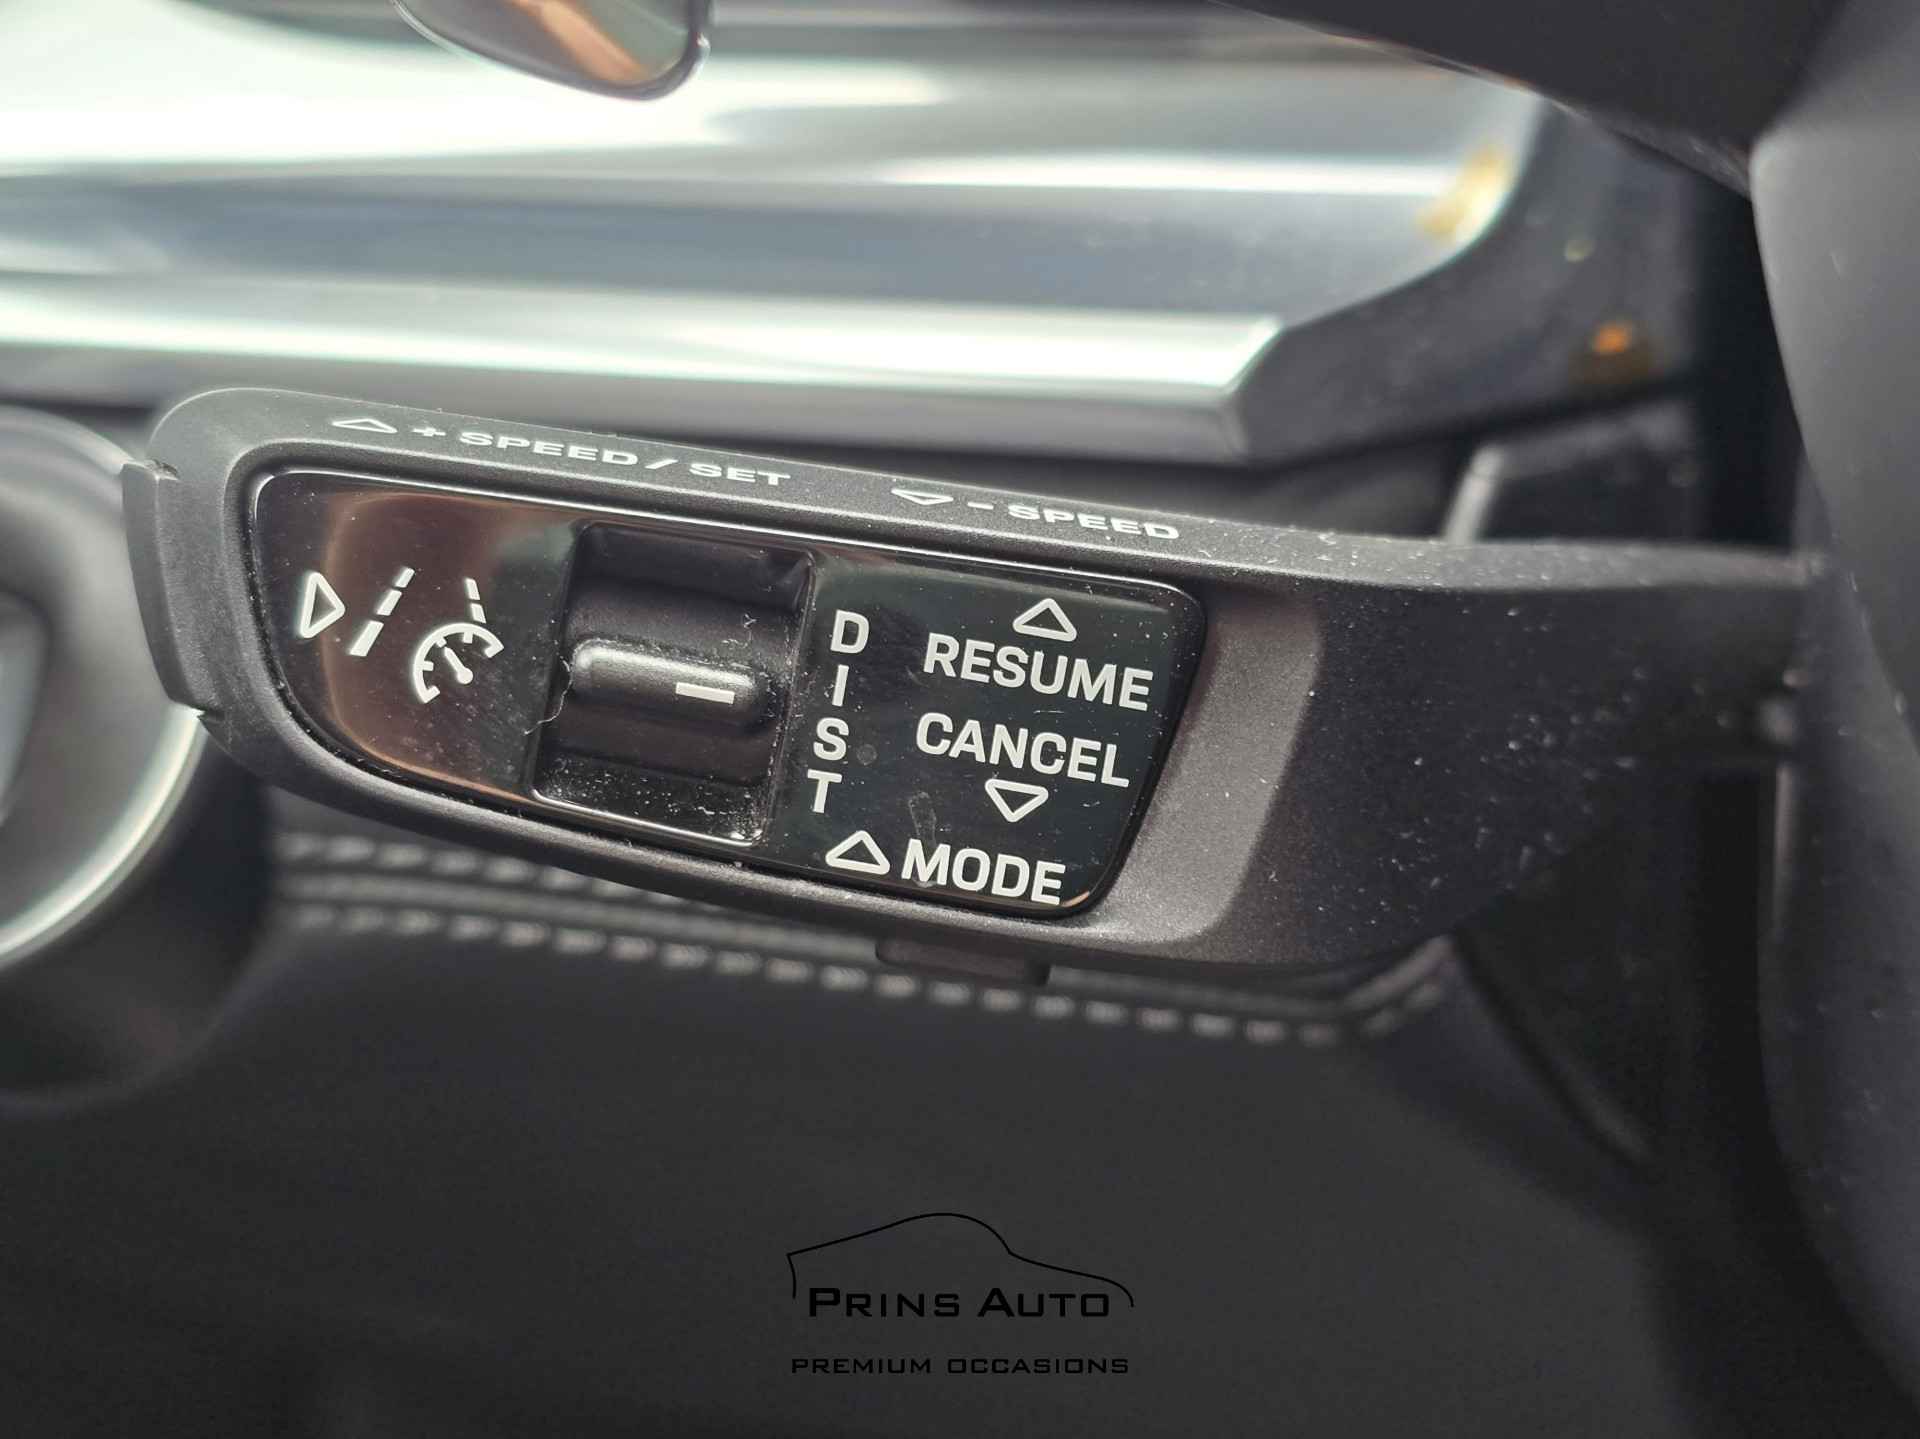 + SPEED / SET
- SPEED
DIST
RESUME
CANCEL
MODE
PRINS AUTO
PREMIUM OCCASIONS